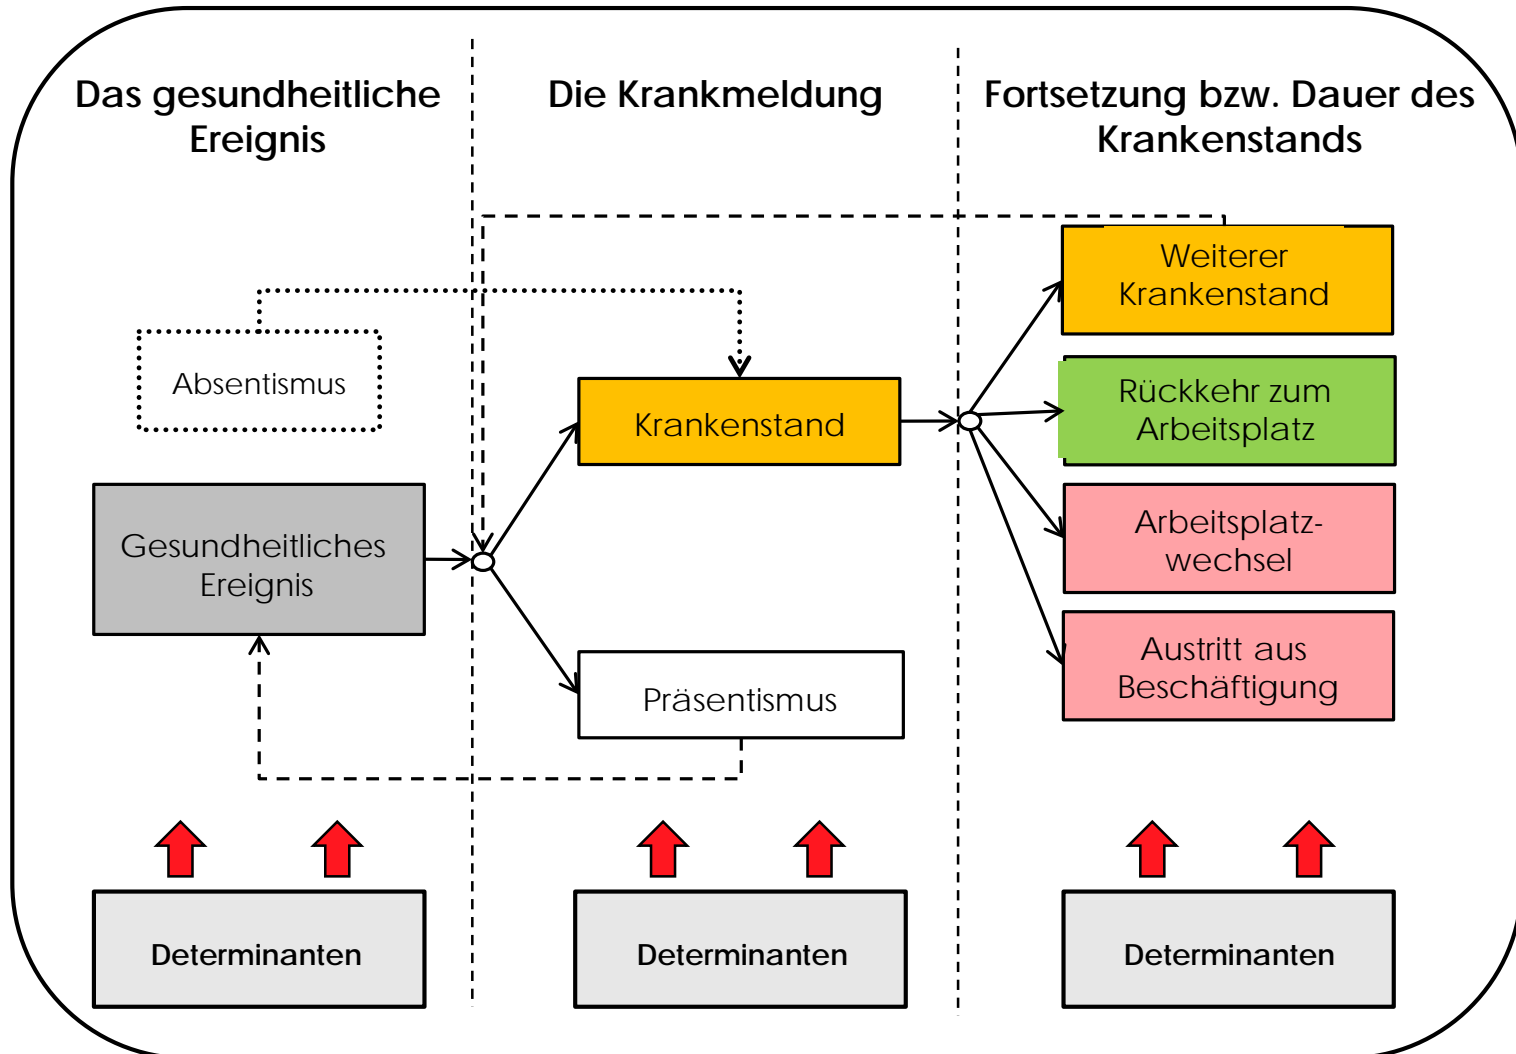 Das gesundheitliche
Ereignis
Die Krankmeldung
Fortsetzung bzw. Dauer des
Krankenstands
Absentismus
Gesundheitliches
Ereignis
Krankenstand
Präsentismus
Weiterer
Krankenstand
Rückkehr zum
Arbeitsplatz
Arbeitsplatz-
wechsel
Austritt aus
Beschäftigung
Determinanten
Determinanten
Determinanten